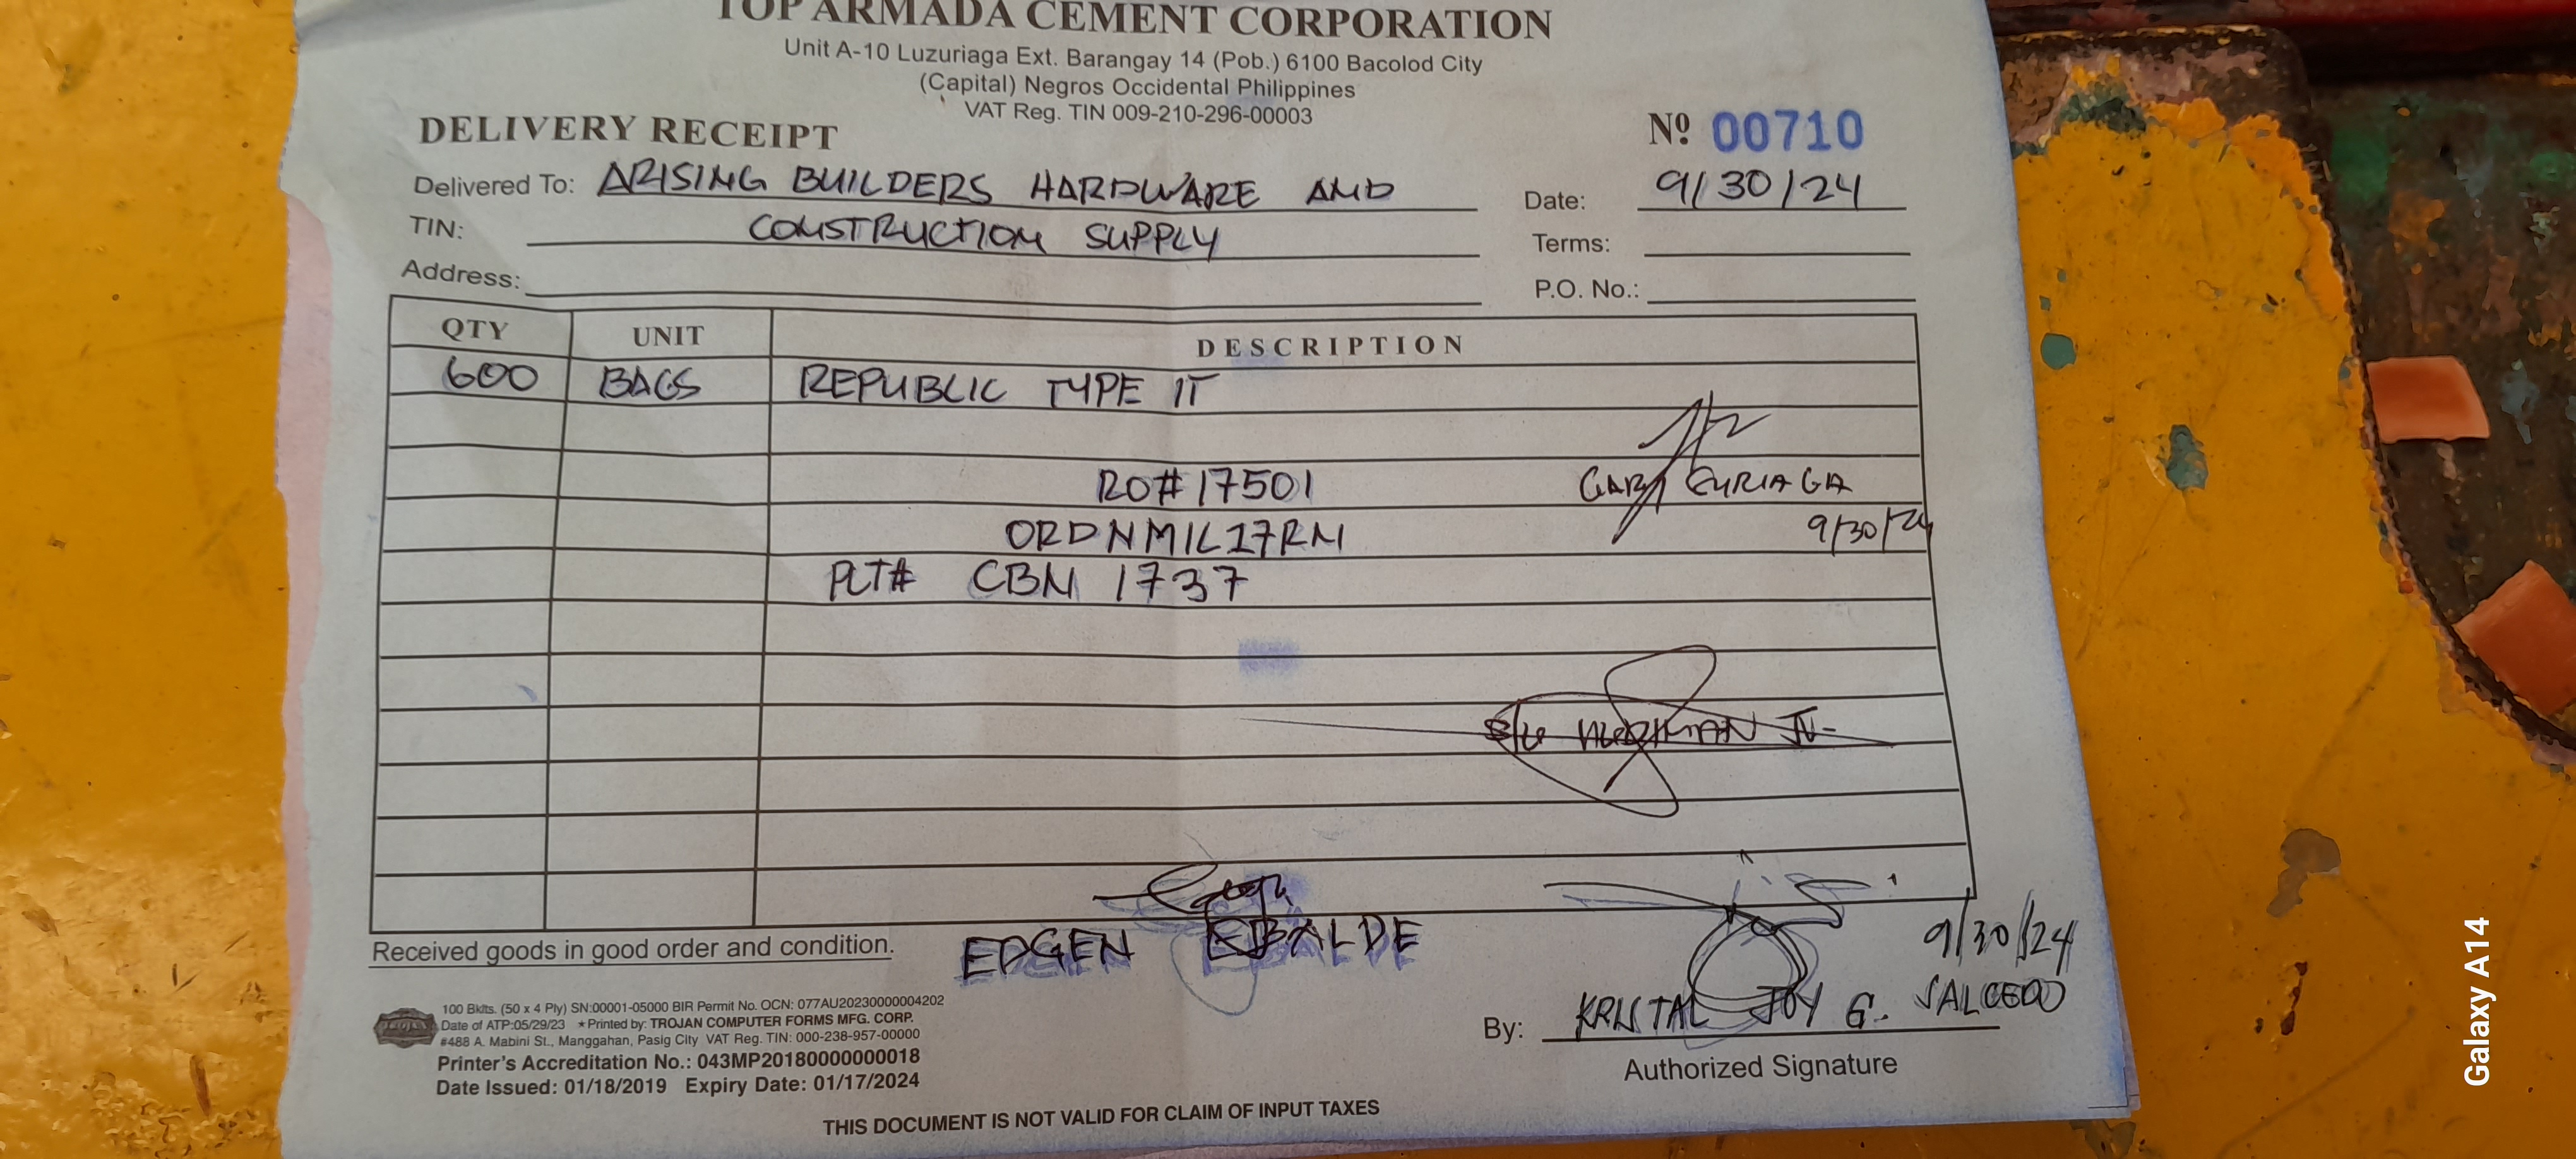 TOP ARMADA CEMENT CORPORATION
Unit A-10 Luzuriaga Ext. Barangay 14 (Pob.) 6100 Bacolod City
(Capital) Negros Occidental Philippines
VAT Reg. TIN 009-210-296-00003
DELIVERY RECEIPT
Nº 00710
Delivered To: ARISING BUILDERS HARDWARE AND
Date: 9/30/24
TIN: CONSTRUCTION SUPPLY
Terms:
Address:
P.O. No.:
QTY UNIT DESCRIPTION
600 BAGS REPUBLIC TYPE IT
RO#17501
GARY EURIAGA
ORDNMIL17RM
9/30/24
PLT# CBM 1737
EDGEN EBALDE
Received goods in good order and condition.
9/30/24
By: KRISTAL JOY G. SALCEDO
Authorized Signature
100 Bklts. (50 x 4 Ply) SN:00001-05000 BIR Permit No. OCN: 077AU20230000004202
Date of ATP:05/29/23 ★Printed by: TROJAN COMPUTER FORMS MFG. CORP.
#488 A. Mabini St., Manggahan, Pasig City VAT Reg. TIN: 000-238-957-00000
Printer's Accreditation No.: 043MP20180000000018
Date Issued: 01/18/2019 Expiry Date: 01/17/2024
THIS DOCUMENT IS NOT VALID FOR CLAIM OF INPUT TAXES
Galaxy A14